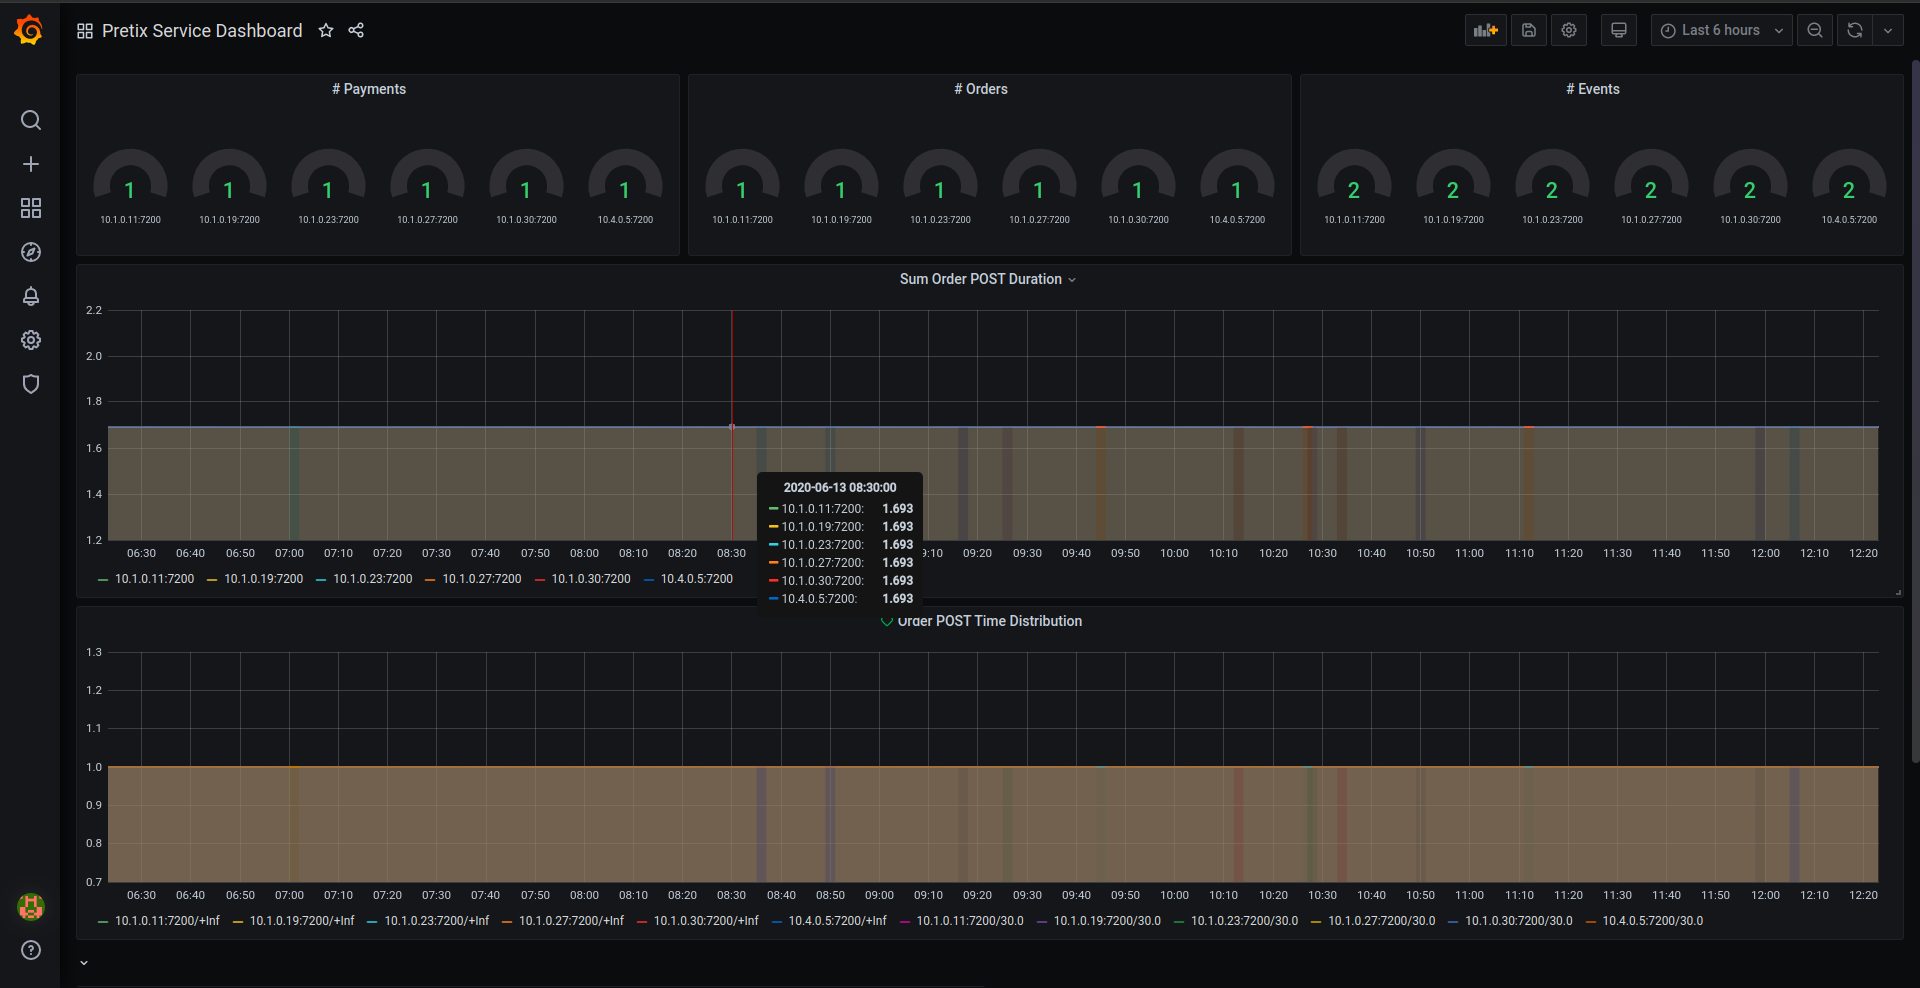 Pretix Service Dashboard
Last 6 hours
# Payments
# Orders
# Events
1 1 1 1 1 1
1 1 1 1 1 1
2 2 2 2 2 2
10.1.0.11:7200 10.1.0.19:7200 10.1.0.23:7200 10.1.0.27:7200 10.1.0.30:7200 10.4.0.5:7200
10.1.0.11:7200 10.1.0.19:7200 10.1.0.23:7200 10.1.0.27:7200 10.1.0.30:7200 10.4.0.5:7200
10.1.0.11:7200 10.1.0.19:7200 10.1.0.23:7200 10.1.0.27:7200 10.1.0.30:7200 10.4.0.5:7200
Sum Order POST Duration
2.2
2.0
1.8
1.6
1.4
1.2
06:30 06:40 06:50 07:00 07:10 07:20 07:30 07:40 07:50 08:00 08:10 08:20 08:30 9:10 09:20 09:30 09:40 09:50 10:00 10:10 10:20 10:30 10:40 10:50 11:00 11:10 11:20 11:30 11:40 11:50 12:00 12:10 12:20
10.1.0.11:7200 10.1.0.19:7200 10.1.0.23:7200 10.1.0.27:7200 10.1.0.30:7200 10.4.0.5:7200
2020-06-13 08:30:00
10.1.0.11:7200: 1.693
10.1.0.19:7200: 1.693
10.1.0.23:7200: 1.693
10.1.0.27:7200: 1.693
10.1.0.30:7200: 1.693
10.4.0.5:7200: 1.693
Order POST Time Distribution
1.3
1.2
1.1
1.0
0.9
0.8
0.7
06:30 06:40 06:50 07:00 07:10 07:20 07:30 07:40 07:50 08:00 08:10 08:20 08:30 08:40 08:50 09:00 09:10 09:20 09:30 09:40 09:50 10:00 10:10 10:20 10:30 10:40 10:50 11:00 11:10 11:20 11:30 11:40 11:50 12:00 12:10 12:20
10.1.0.11:7200/+Inf 10.1.0.19:7200/+Inf 10.1.0.23:7200/+Inf 10.1.0.27:7200/+Inf 10.1.0.30:7200/+Inf 10.4.0.5:7200/+Inf 10.1.0.11:7200/30.0 10.1.0.19:7200/30.0 10.1.0.23:7200/30.0 10.1.0.27:7200/30.0 10.1.0.30:7200/30.0 10.4.0.5:7200/30.0